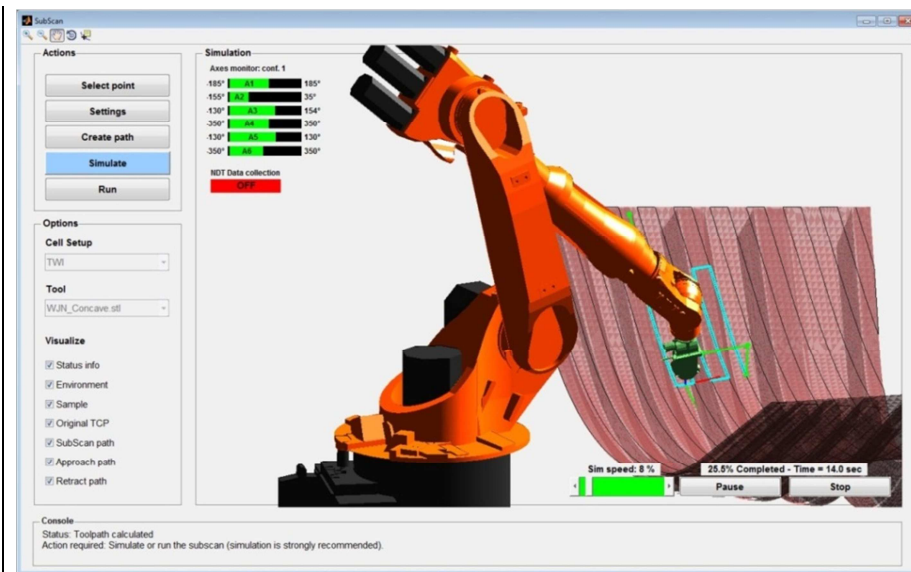 SubScan
Actions
Select point
Settings
Create path
Simulate
Run
Options
Cell Setup
TWI
Tool
WJN_Concave.stl
Visualize
Status info
Environment
Sample
Original TCP
SubScan path
Approach path
Retract path
Simulation
Axes monitor: conf. 1
-185° A1 185°
-155° A2 35°
-130° A3 154°
-350° A4 350°
-130° A5 130°
-350° A6 350°
NDT Data collection
OFF
Sim speed: 8 %
25.5% Completed - Time = 14.0 sec
Pause
Stop
Console
Status: Toolpath calculated
Action required: Simulate or run the subscan (simulation is strongly recommended).